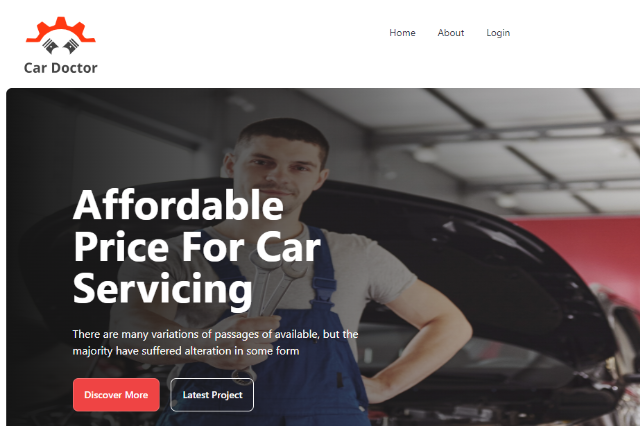 Car Doctor
Home About Login
Affordable
Price For Car
Servicing
There are many variations of passages of available, but the
majority have suffered alteration in some form
Discover More Latest Project